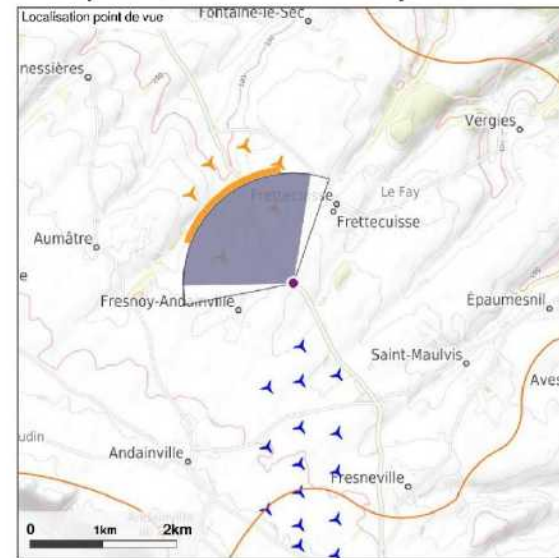 Localisation point de vue
Fontaine-le-Sec
nessières
Vergies
Frettecuisse
Le Fay
Frettecuisse
Aumâtre
e
Fresnoy-Andainville
Épaumesnil
Saint-Maulvis
Aves
udin
Andainville
Fresneville
0 1km 2km